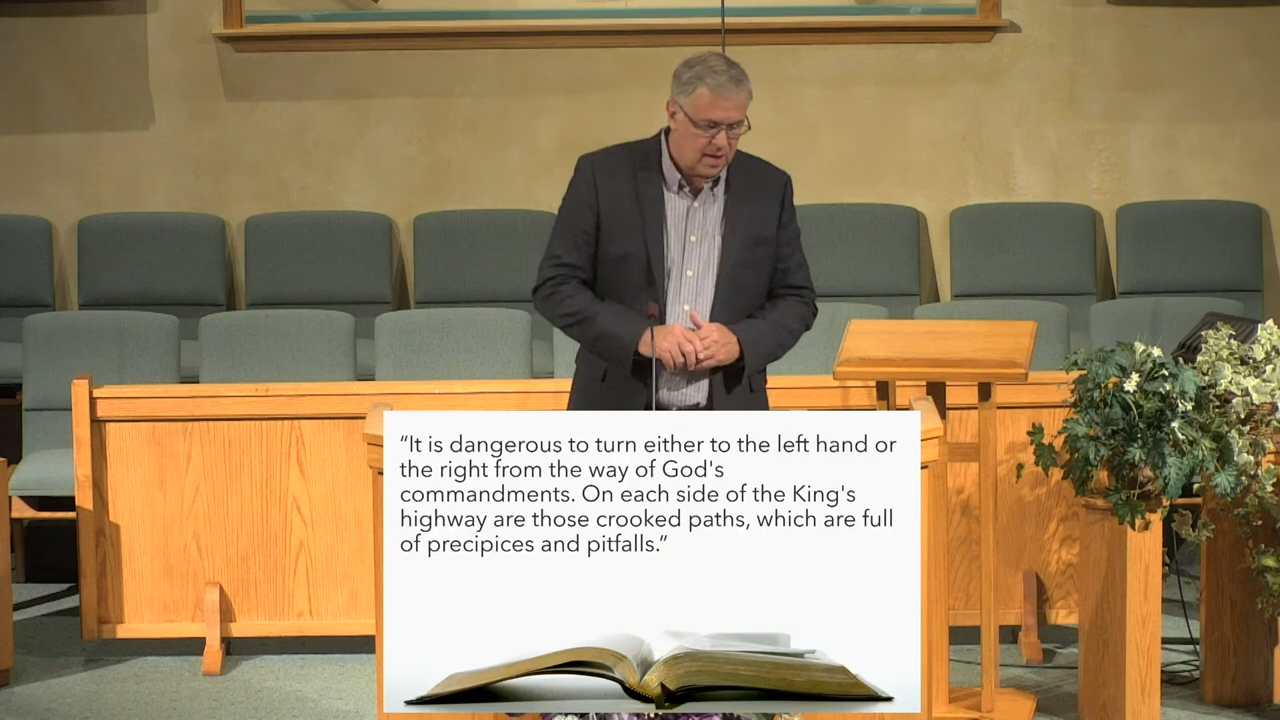 “It is dangerous to turn either to the left hand or
the right from the way of God's
commandments. On each side of the King's
highway are those crooked paths, which are full
of precipices and pitfalls.”